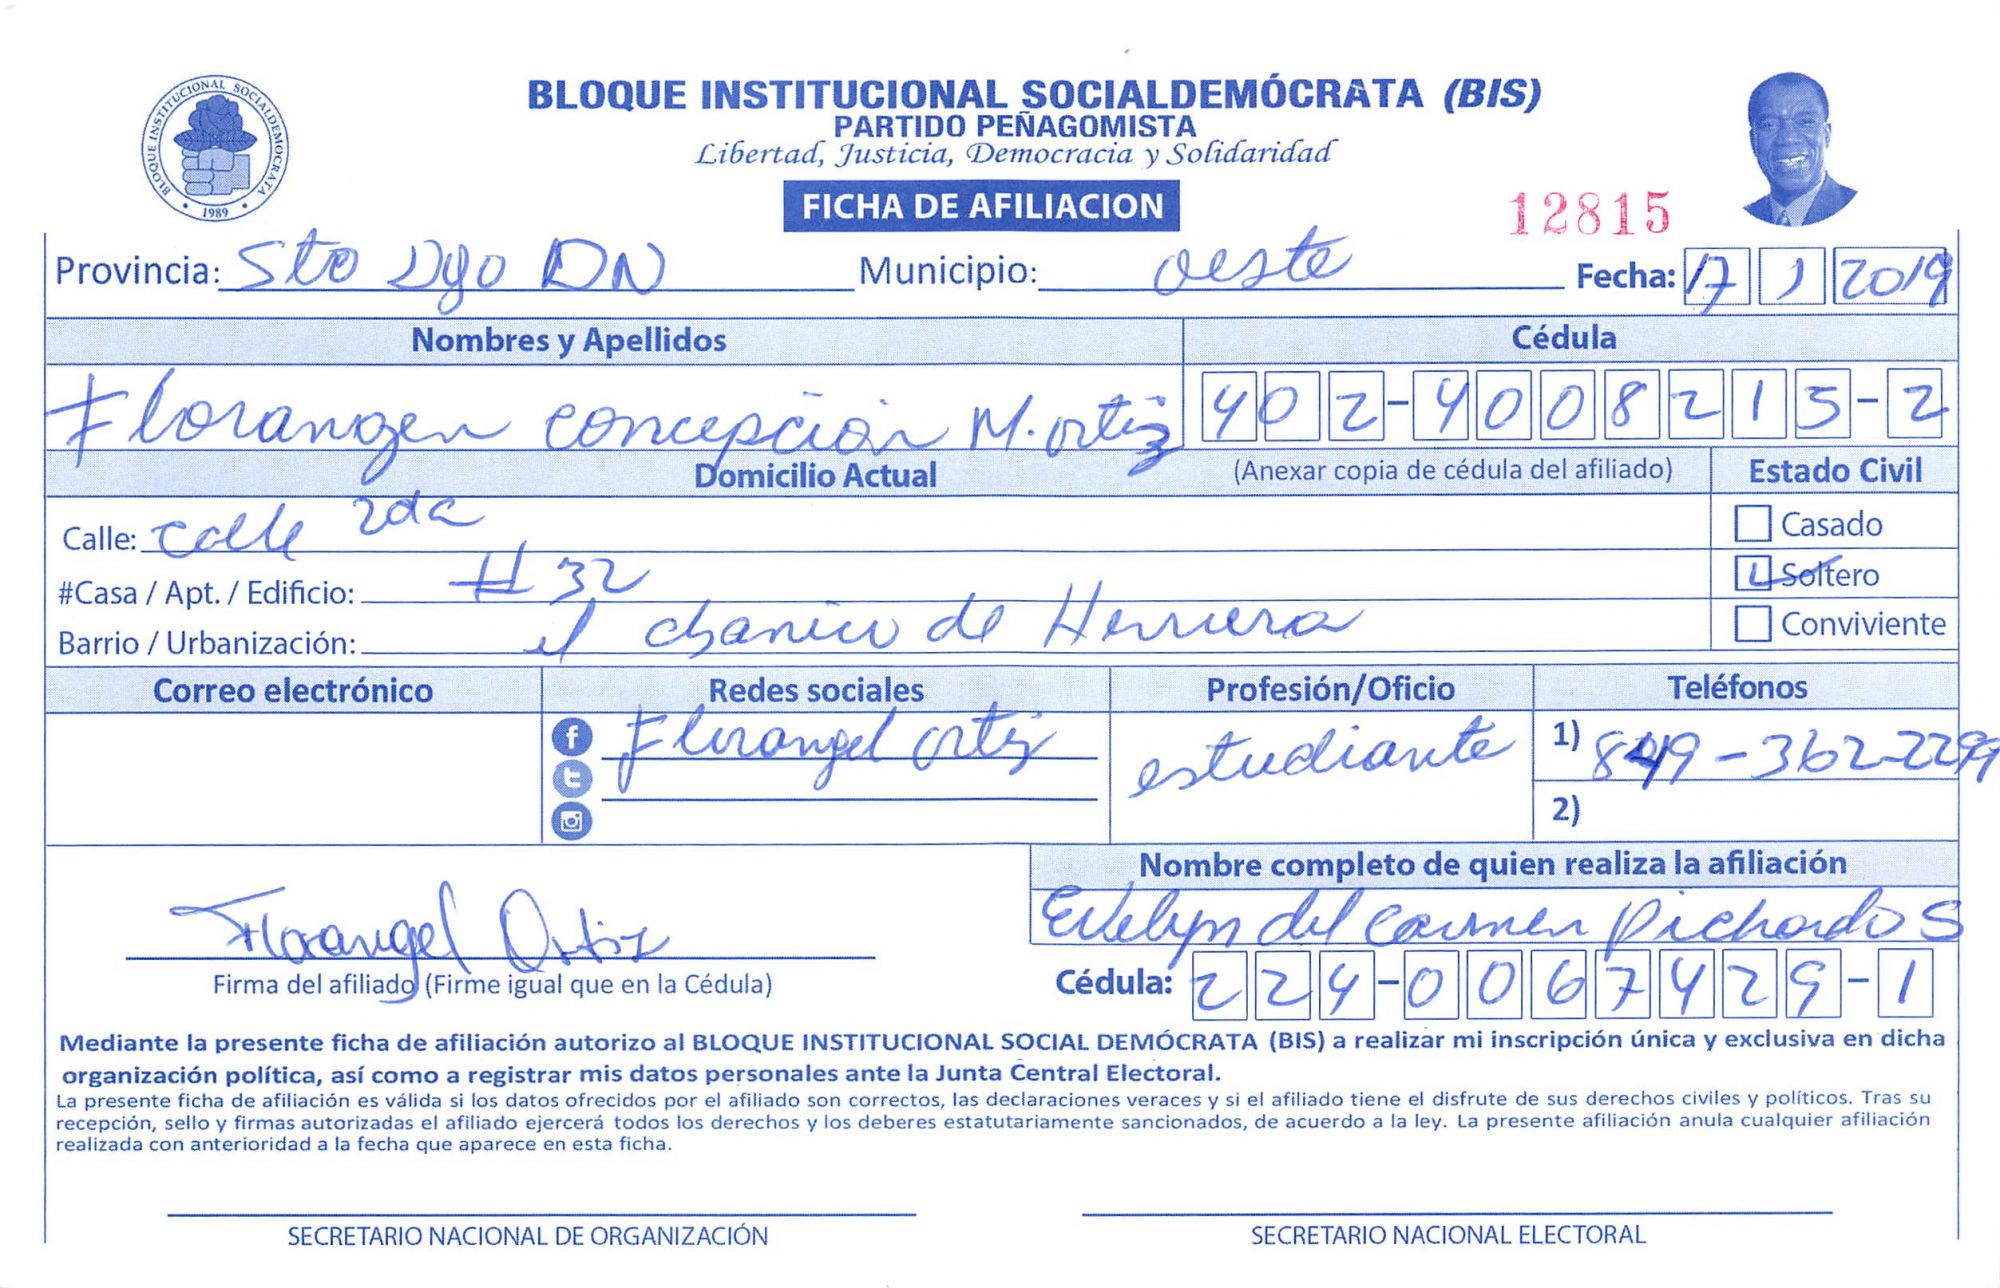 BLOQUE INSTITUCIONAL SOCIALDEMOCRATA
1989
BLOQUE INSTITUCIONAL SOCIALDEMÓCRATA (BIS)
PARTIDO PEÑAGOMISTA
Libertad, Justicia, Democracia y Solidaridad
FICHA DE AFILIACION
12815
Provincia: Sto Dgo DN Municipio: oeste Fecha: 17 1 2019
Nombres y Apellidos Cédula
Florangen concepción M. ortiz 402-4008215-2
Domicilio Actual (Anexar copia de cédula del afiliado) Estado Civil
Calle: calle 2da Casado
#Casa / Apt. / Edificio: #32 Soltero
Barrio / Urbanización: el de Herrera Conviviente
Correo electrónico Redes sociales Profesión/Oficio Teléfonos
Florangel ortiz estudiante 1) 849-362-2299
2)
Nombre completo de quien realiza la afiliación
Evelyn del Carmen Pichardo S
Florangel Ortiz
Firma del afiliado (Firme igual que en la Cédula) Cédula: 224-0067429-1
Mediante la presente ficha de afiliación autorizo al BLOQUE INSTITUCIONAL SOCIAL DEMÓCRATA (BIS) a realizar mi inscripción única y exclusiva en dicha
organización política, así como a registrar mis datos personales ante la Junta Central Electoral.
La presente ficha de afiliación es válida si los datos ofrecidos por el afiliado son correctos, las declaraciones veraces y si el afiliado tiene el disfrute de sus derechos civiles y políticos. Tras su
recepción, sello y firmas autorizadas el afiliado ejercerá todos los derechos y los deberes estatutariamente sancionados, de acuerdo a la ley. La presente afiliación anula cualquier afiliación
realizada con anterioridad a la fecha que aparece en esta ficha.
SECRETARIO NACIONAL DE ORGANIZACIÓN SECRETARIO NACIONAL ELECTORAL